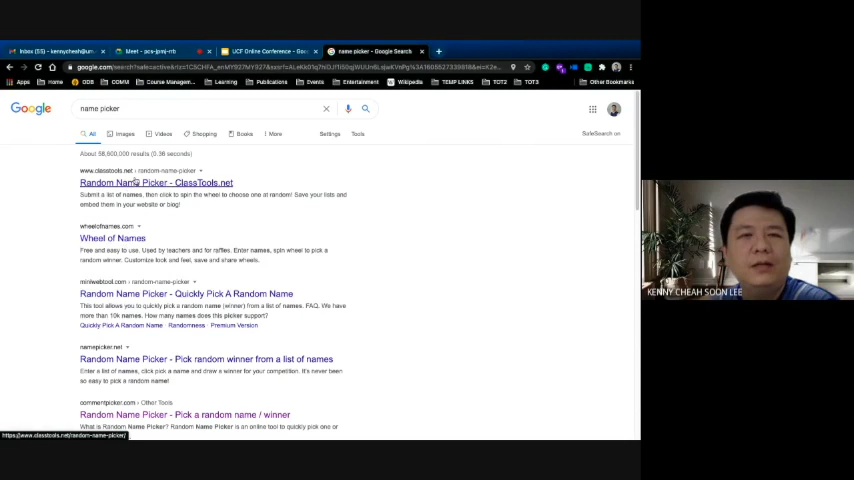 Inbox (55) - kennycheah@um
Meet - pcs-jpmj-rrb
UCF Online Conference - Goo
name picker - Google Search
Apps
Home
ODB
COMM
Course Managem...
Learning
Publications
Events
Entertainment
Wikipedia
TEMP LINKS
TOT2
TOT3
Other Bookmarks
Google
name picker
All
Images
Videos
Shopping
Books
More
Settings
Tools
SafeSearch on
About 58,600,000 results (0.36 seconds)
www.classtools.net › random-name-picker
Random Name Picker - ClassTools.net
Submit a list of names, then click to spin the wheel to choose one at random! Save your lists and
embed them in your website or blog!
wheelofnames.com
Wheel of Names
Free and easy to use. Used by teachers and for raffles. Enter names, spin wheel to pick a
random winner. Customize look and feel, save and share wheels.
miniwebtool.com › random-name-picker
Random Name Picker - Quickly Pick A Random Name
This tool allows you to quickly pick a random name (winner) from a list of names. FAQ. We have
more than 10k names. How many names does this picker support?
Quickly Pick A Random Name · Randomness · Premium Version
namepicker.net
Random Name Picker - Pick random winner from a list of names
Enter a list of names, click pick a name and draw a winner for your competition. It's never been
so easy to pick a random name!
commentpicker.com › Other Tools
Random Name Picker - Pick a random name / winner
What is Random Name Picker? Random Name Picker is an online tool to quickly pick one or
https://www.classtools.net/random-name-picker/
KENNY CHEAH SOON LEE